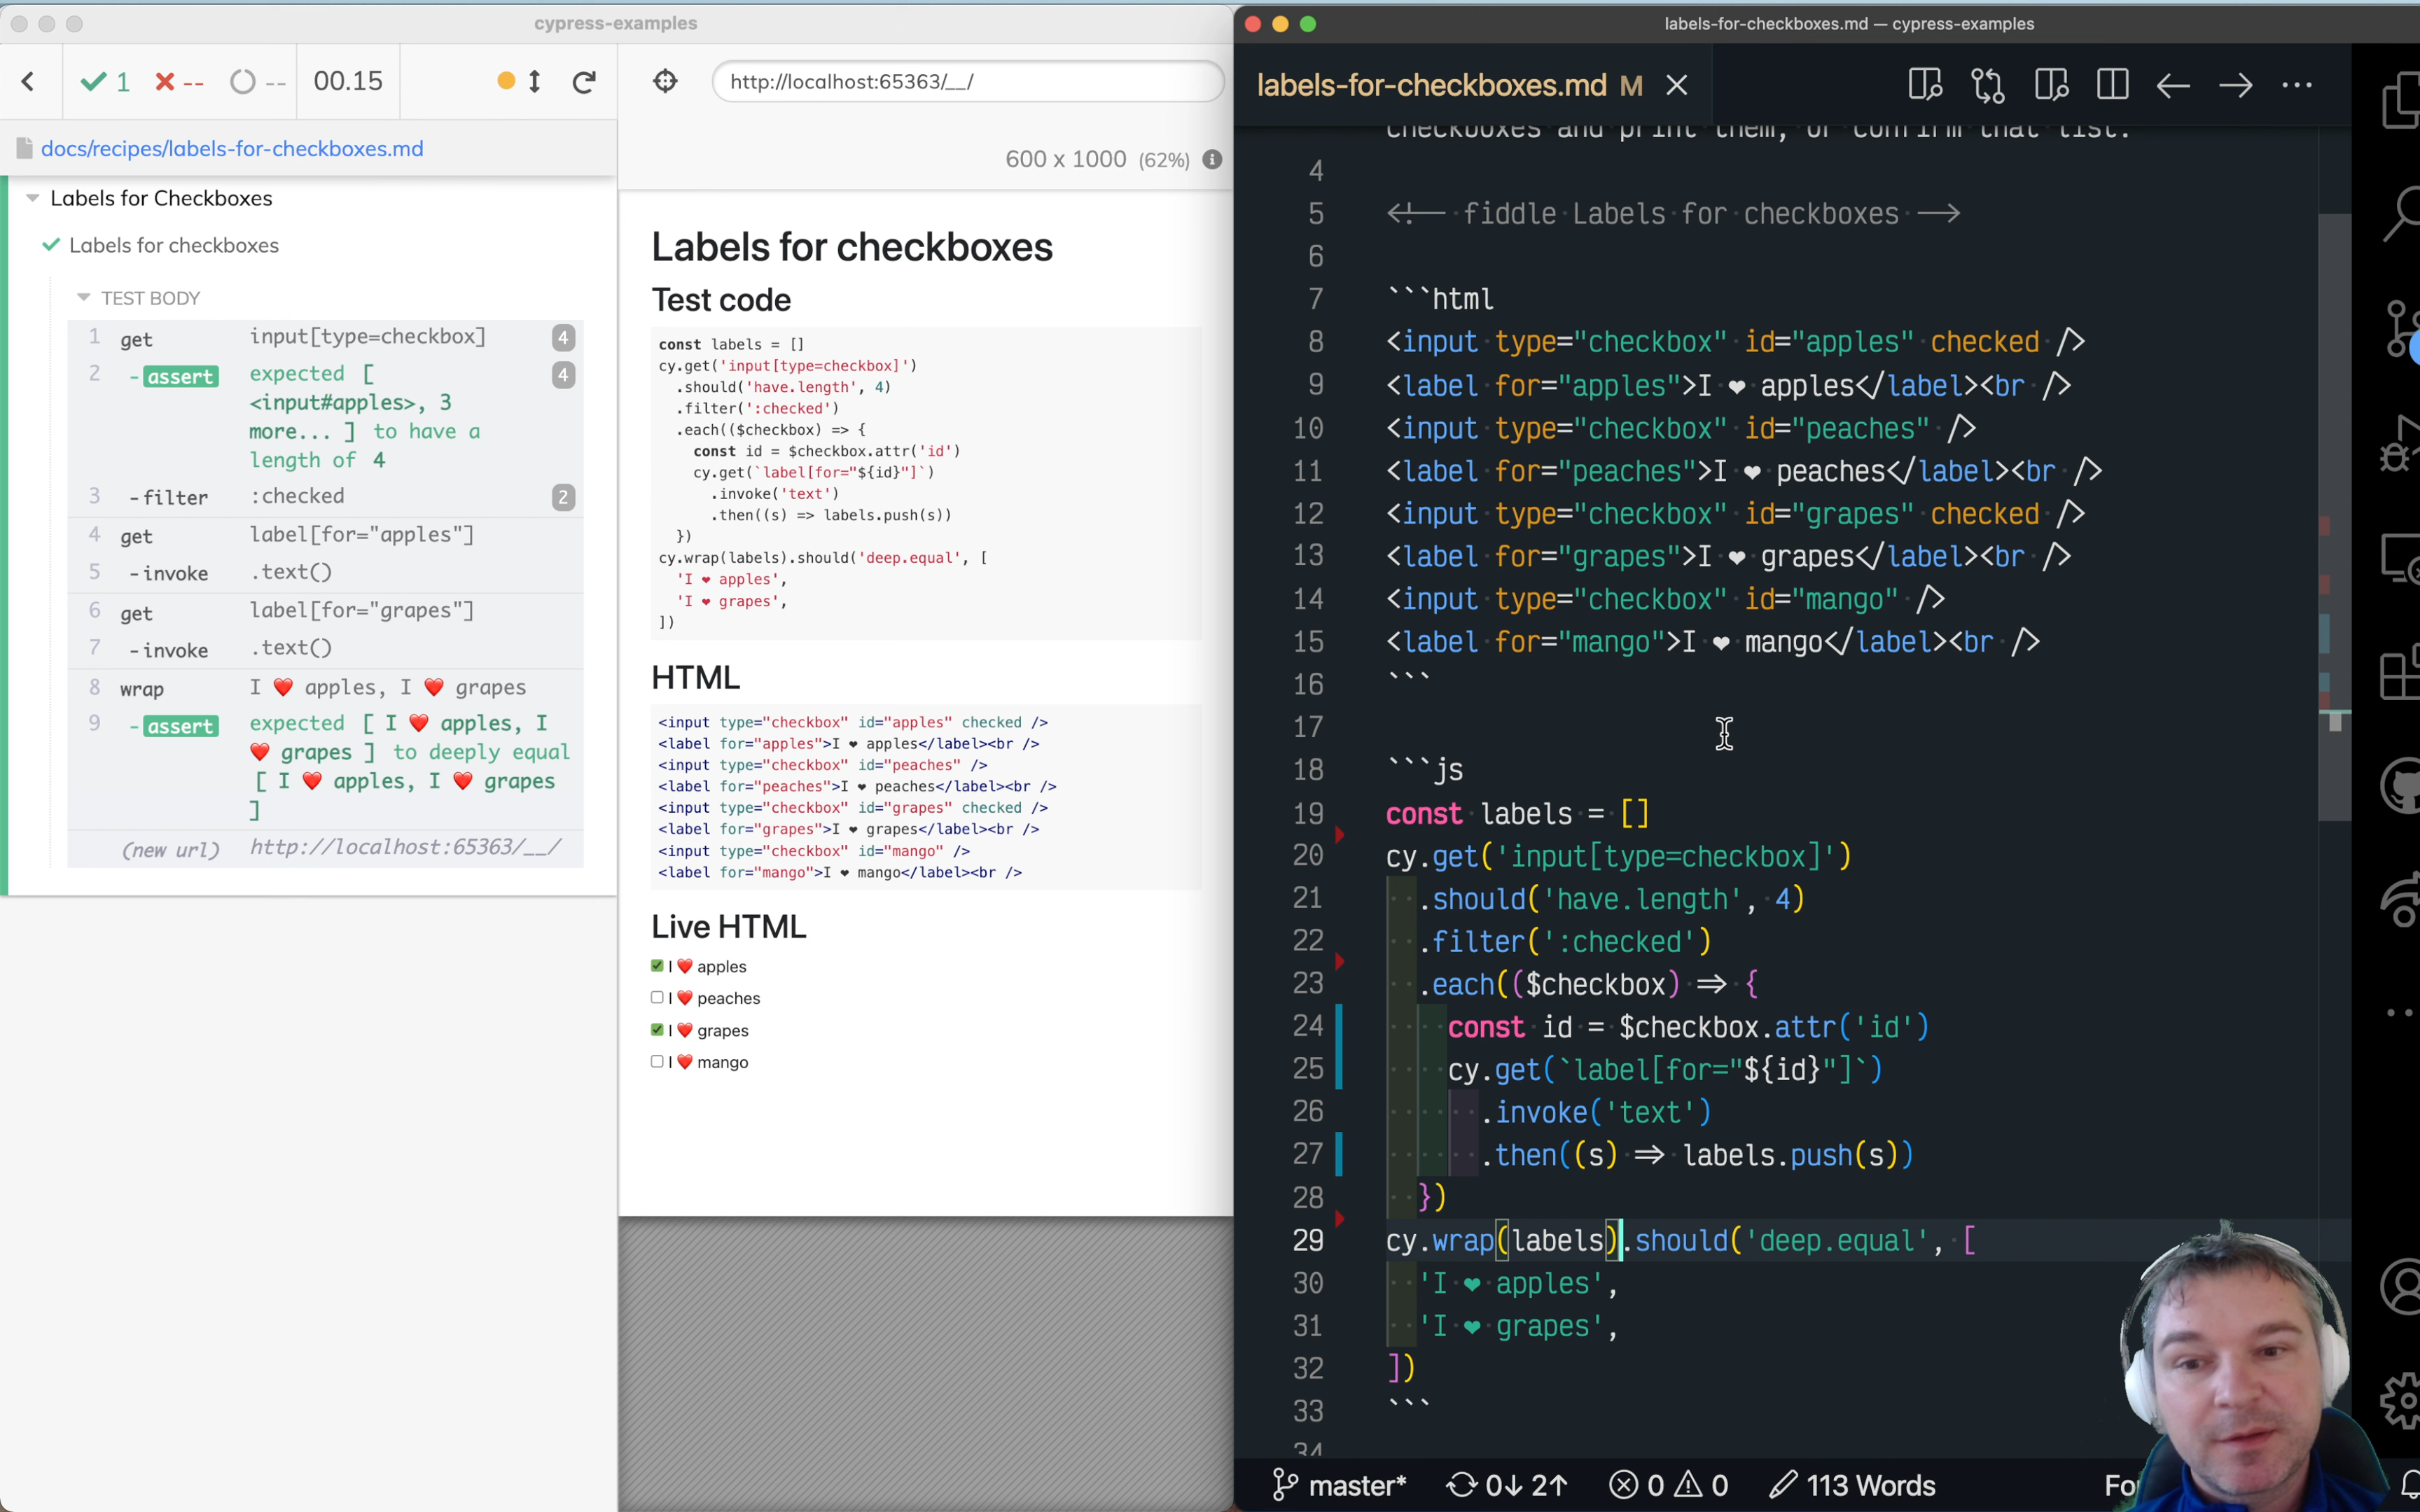 cypress-examples
1 -- -- 00.15
http://localhost:65363/__/
docs/recipes/labels-for-checkboxes.md
600 x 1000 (62%)
Labels for Checkboxes
Labels for checkboxes
TEST BODY
1 get input[type=checkbox] 4
2 -assert expected [ 4
<input#apples>, 3
more... ] to have a
length of 4
3 -filter :checked 2
4 get label[for="apples"]
5 -invoke .text()
6 get label[for="grapes"]
7 -invoke .text()
8 wrap I ❤️ apples, I ❤️ grapes
9 -assert expected [ I ❤️ apples, I
❤️ grapes ] to deeply equal
[ I ❤️ apples, I ❤️ grapes
]
(new url) http://localhost:65363/__/
Labels for checkboxes
Test code
const labels = []
cy.get('input[type=checkbox]')
.should('have.length', 4)
.filter(':checked')
.each(($checkbox) => {
const id = $checkbox.attr('id')
cy.get(`label[for="${id}"]`)
.invoke('text')
.then((s) => labels.push(s))
})
cy.wrap(labels).should('deep.equal', [
'I ❤ apples',
'I ❤ grapes',
])
HTML
<input type="checkbox" id="apples" checked />
<label for="apples">I ❤ apples</label><br />
<input type="checkbox" id="peaches" />
<label for="peaches">I ❤ peaches</label><br />
<input type="checkbox" id="grapes" checked />
<label for="grapes">I ❤ grapes</label><br />
<input type="checkbox" id="mango" />
<label for="mango">I ❤ mango</label><br />
Live HTML
I ❤️ apples
I ❤️ peaches
I ❤️ grapes
I ❤️ mango
labels-for-checkboxes.md — cypress-examples
labels-for-checkboxes.md M
checkboxes and print them, or confirm that list.
4
5 <!-- fiddle Labels for checkboxes -->
6
7 ```html
8 <input type="checkbox" id="apples" checked />
9 <label for="apples">I ❤ apples</label><br />
10 <input type="checkbox" id="peaches" />
11 <label for="peaches">I ❤ peaches</label><br />
12 <input type="checkbox" id="grapes" checked />
13 <label for="grapes">I ❤ grapes</label><br />
14 <input type="checkbox" id="mango" />
15 <label for="mango">I ❤ mango</label><br />
16 ```
17
18 ```js
19 const labels = []
20 cy.get('input[type=checkbox]')
21 .should('have.length', 4)
22 .filter(':checked')
23 .each(($checkbox) => {
24 const id = $checkbox.attr('id')
25 cy.get(`label[for="${id}"]`)
26 .invoke('text')
27 .then((s) => labels.push(s))
28 })
29 cy.wrap(labels).should('deep.equal', [
30 'I ❤ apples',
31 'I ❤ grapes',
32 ])
33 ```
34
master* 0↓ 2↑ 0 0 113 Words